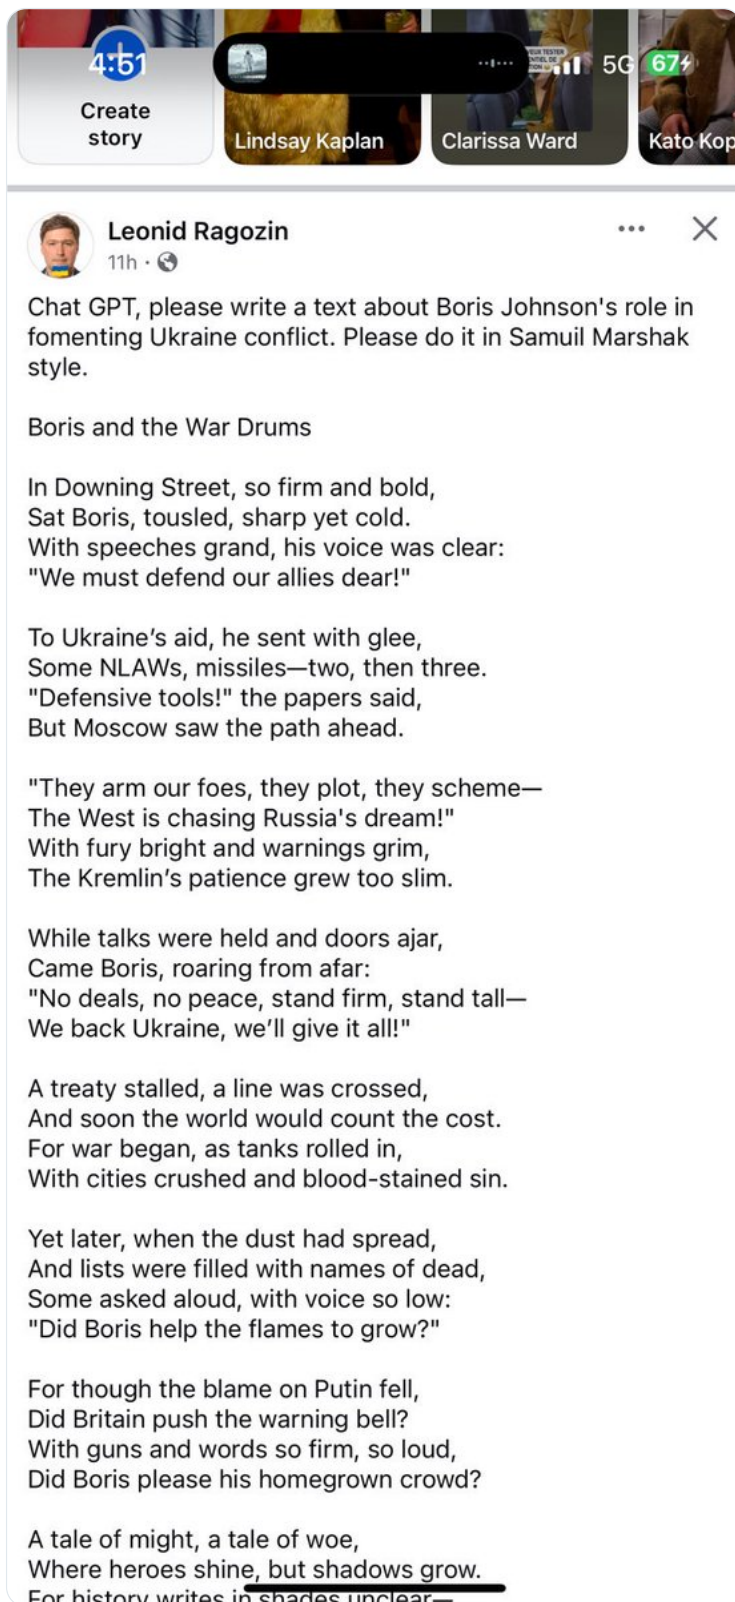 4:51
5G 67
Create
story
Lindsay Kaplan
Clarissa Ward
Kato Kop
Leonid Ragozin
11h ·
Chat GPT, please write a text about Boris Johnson's role in
fomenting Ukraine conflict. Please do it in Samuil Marshak
style.
Boris and the War Drums
In Downing Street, so firm and bold,
Sat Boris, tousled, sharp yet cold.
With speeches grand, his voice was clear:
"We must defend our allies dear!"
To Ukraine’s aid, he sent with glee,
Some NLAWs, missiles—two, then three.
"Defensive tools!" the papers said,
But Moscow saw the path ahead.
"They arm our foes, they plot, they scheme—
The West is chasing Russia's dream!"
With fury bright and warnings grim,
The Kremlin’s patience grew too slim.
While talks were held and doors ajar,
Came Boris, roaring from afar:
"No deals, no peace, stand firm, stand tall—
We back Ukraine, we’ll give it all!"
A treaty stalled, a line was crossed,
And soon the world would count the cost.
For war began, as tanks rolled in,
With cities crushed and blood-stained sin.
Yet later, when the dust had spread,
And lists were filled with names of dead,
Some asked aloud, with voice so low:
"Did Boris help the flames to grow?"
For though the blame on Putin fell,
Did Britain push the warning bell?
With guns and words so firm, so loud,
Did Boris please his homegrown crowd?
A tale of might, a tale of woe,
Where heroes shine, but shadows grow.
For history writes in shades unclear—